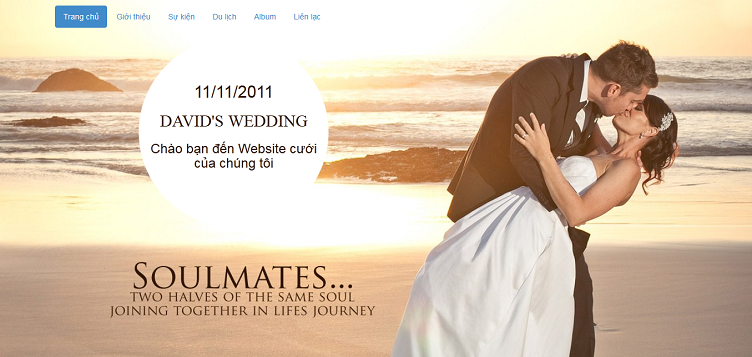 Trang chủ Giới thiệu Sự kiện Du lịch Album Liên lạc
11/11/2011
DAVID'S WEDDING
Chào bạn đến Website cưới
của chúng tôi
SOULMATES...
TWO HALVES OF THE SAME SOUL
JOINING TOGETHER IN LIFES JOURNEY